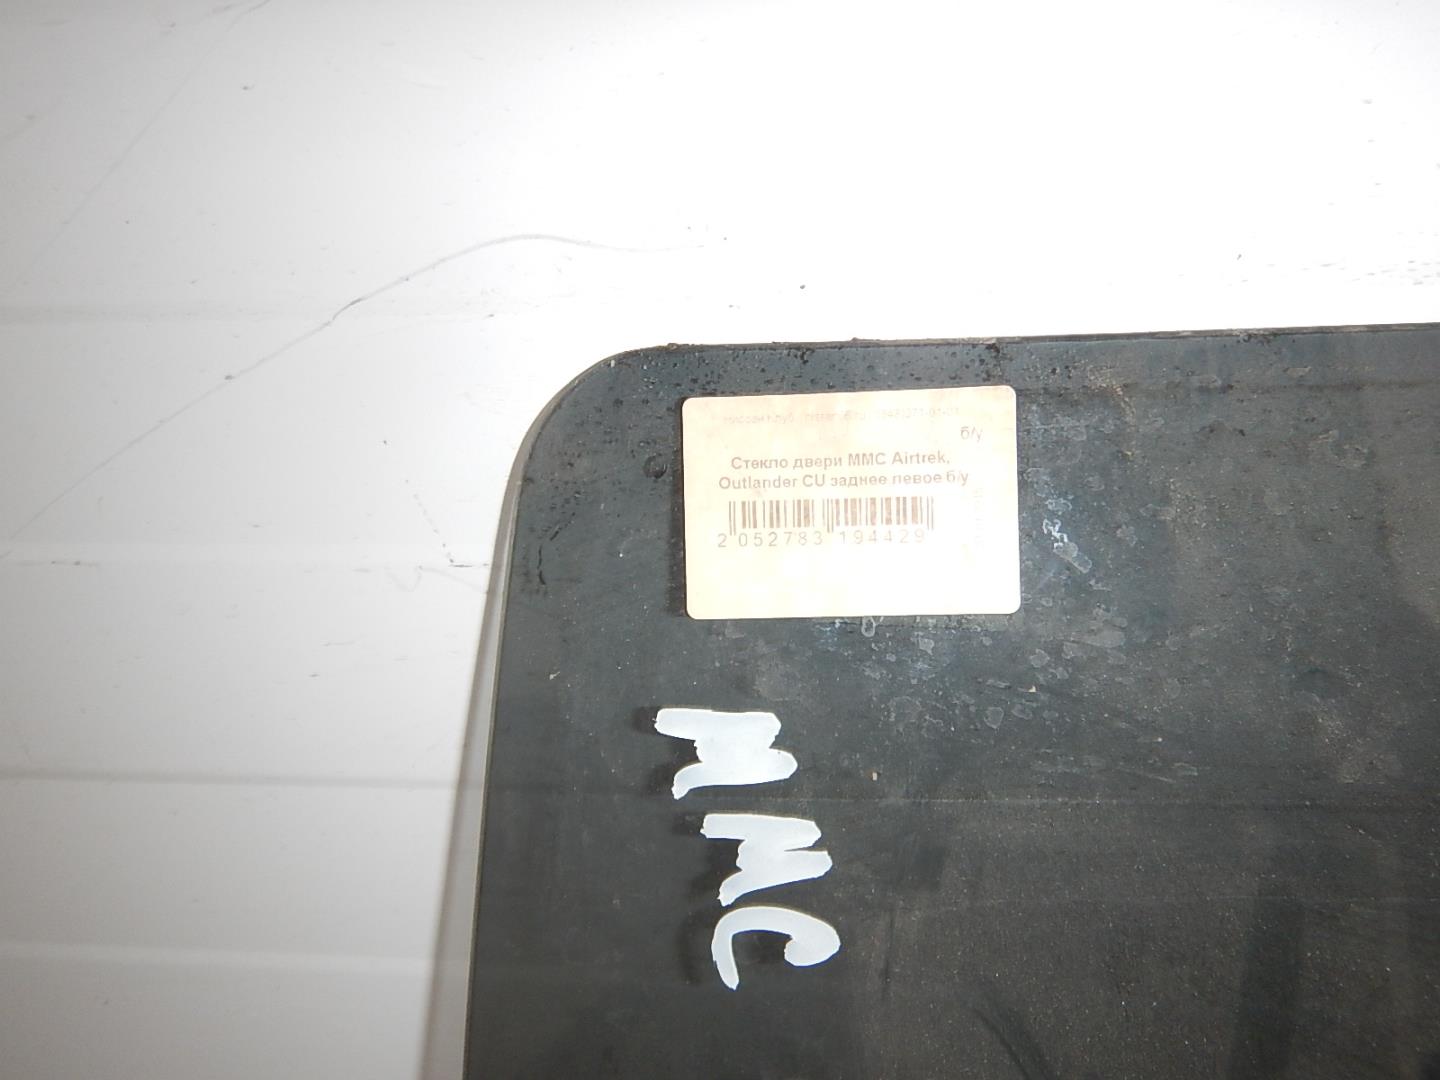 б/у
Стекло двери MMC Airtrek,
Outlander CU заднее левое б/у
2 052783 194429
MMC